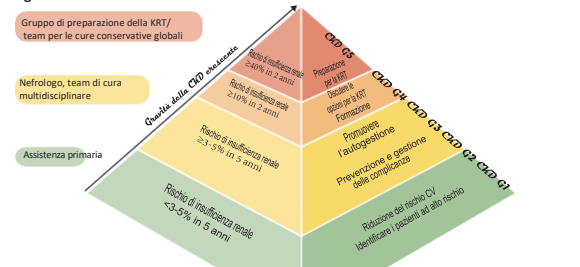 Gruppo di preparazione della KRT/
team per le cure conservative globali
Nefrologo, team di cura
multidisciplinare
Assistenza primaria
Gravità della CKD crescente
Rischio di insufficienza renale
≥40% in 2 anni
Rischio di insufficienza renale
≥10% in 2 anni
Rischio di insufficienza renale
≥3-5% in 5 anni
Rischio di insufficienza renale
<3-5% in 5 anni
Preparazione
per la KRT
Discutere le
opzioni per la KRT
Formazione
Promuovere
l'autogestione
Prevenzione e gestione
delle complicanze
Riduzione del rischio CV
Identificare i pazienti ad alto rischio
CKD G5
CKD G4
CKD G3
CKD G2
CKD G1